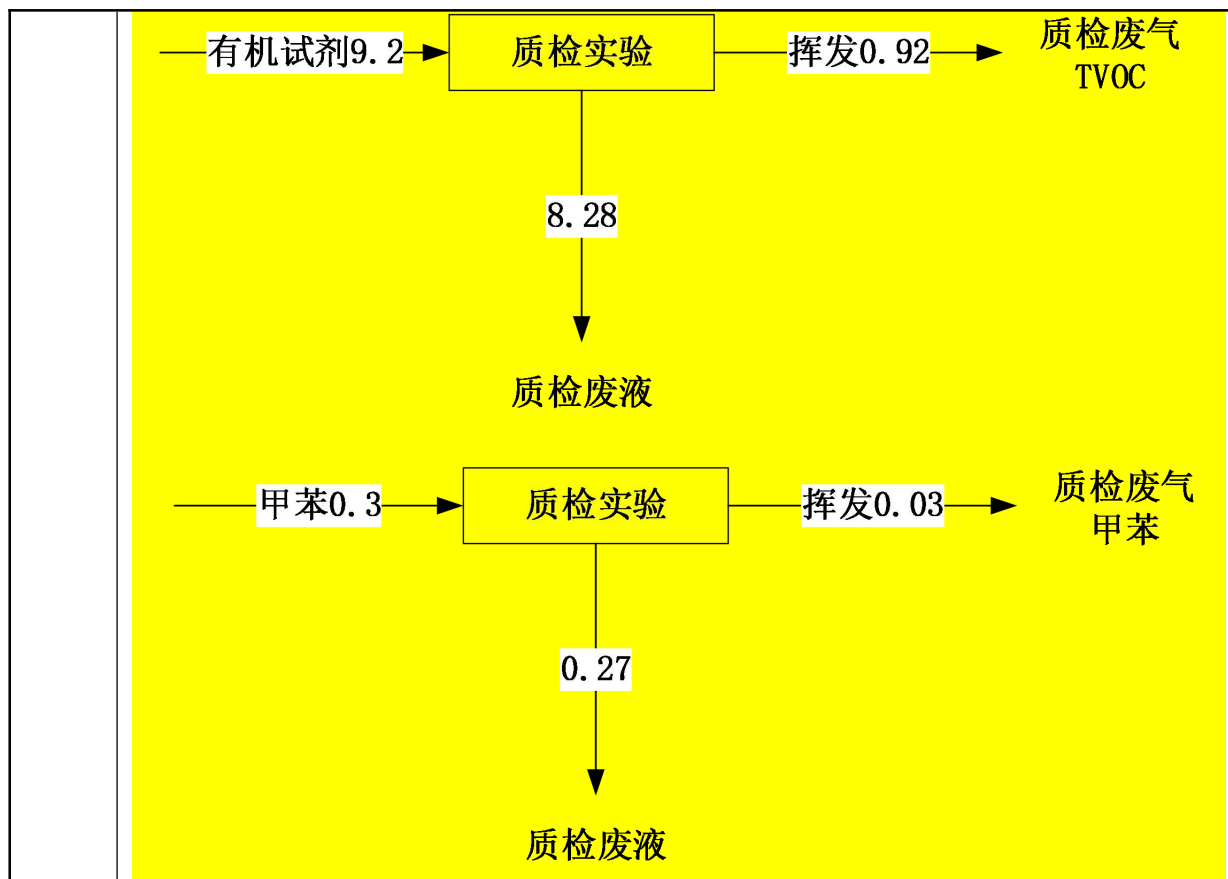 有机试剂9.2
质检实验
挥发0.92
质检废气
TVOC
8.28
质检废液
甲苯0.3
质检实验
挥发0.03
质检废气
甲苯
0.27
质检废液